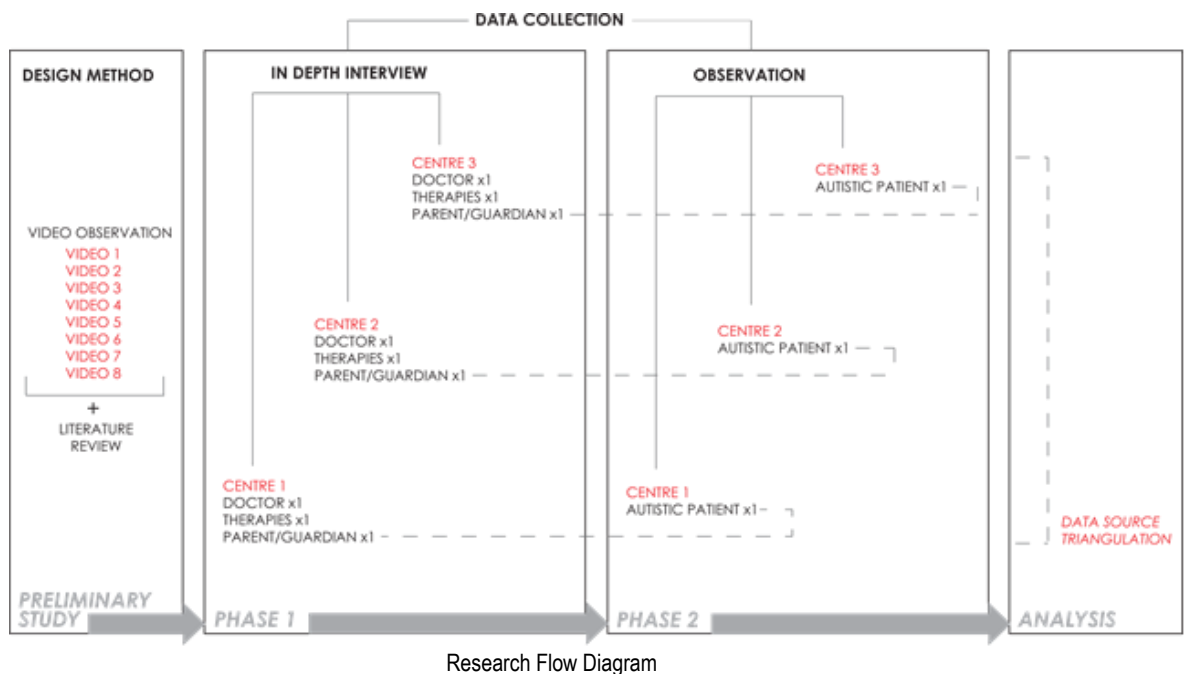 DATA COLLECTION
DESIGN METHOD
VIDEO OBSERVATION
VIDEO 1
VIDEO 2
VIDEO 3
VIDEO 4
VIDEO 5
VIDEO 6
VIDEO 7
VIDEO 8
+
LITERATURE
REVIEW
PRELIMINARY
STUDY
IN DEPTH INTERVIEW
CENTRE 3
DOCTOR x1
THERAPIES x1
PARENT/GUARDIAN x1
CENTRE 2
DOCTOR x1
THERAPIES x1
PARENT/GUARDIAN x1
CENTRE 1
DOCTOR x1
THERAPIES x1
PARENT/GUARDIAN x1
PHASE 1
OBSERVATION
CENTRE 3
AUTISTIC PATIENT x1
CENTRE 2
AUTISTIC PATIENT x1
CENTRE 1
AUTISTIC PATIENT x1
PHASE 2
DATA SOURCE
TRIANGULATION
ANALYSIS
Research Flow Diagram